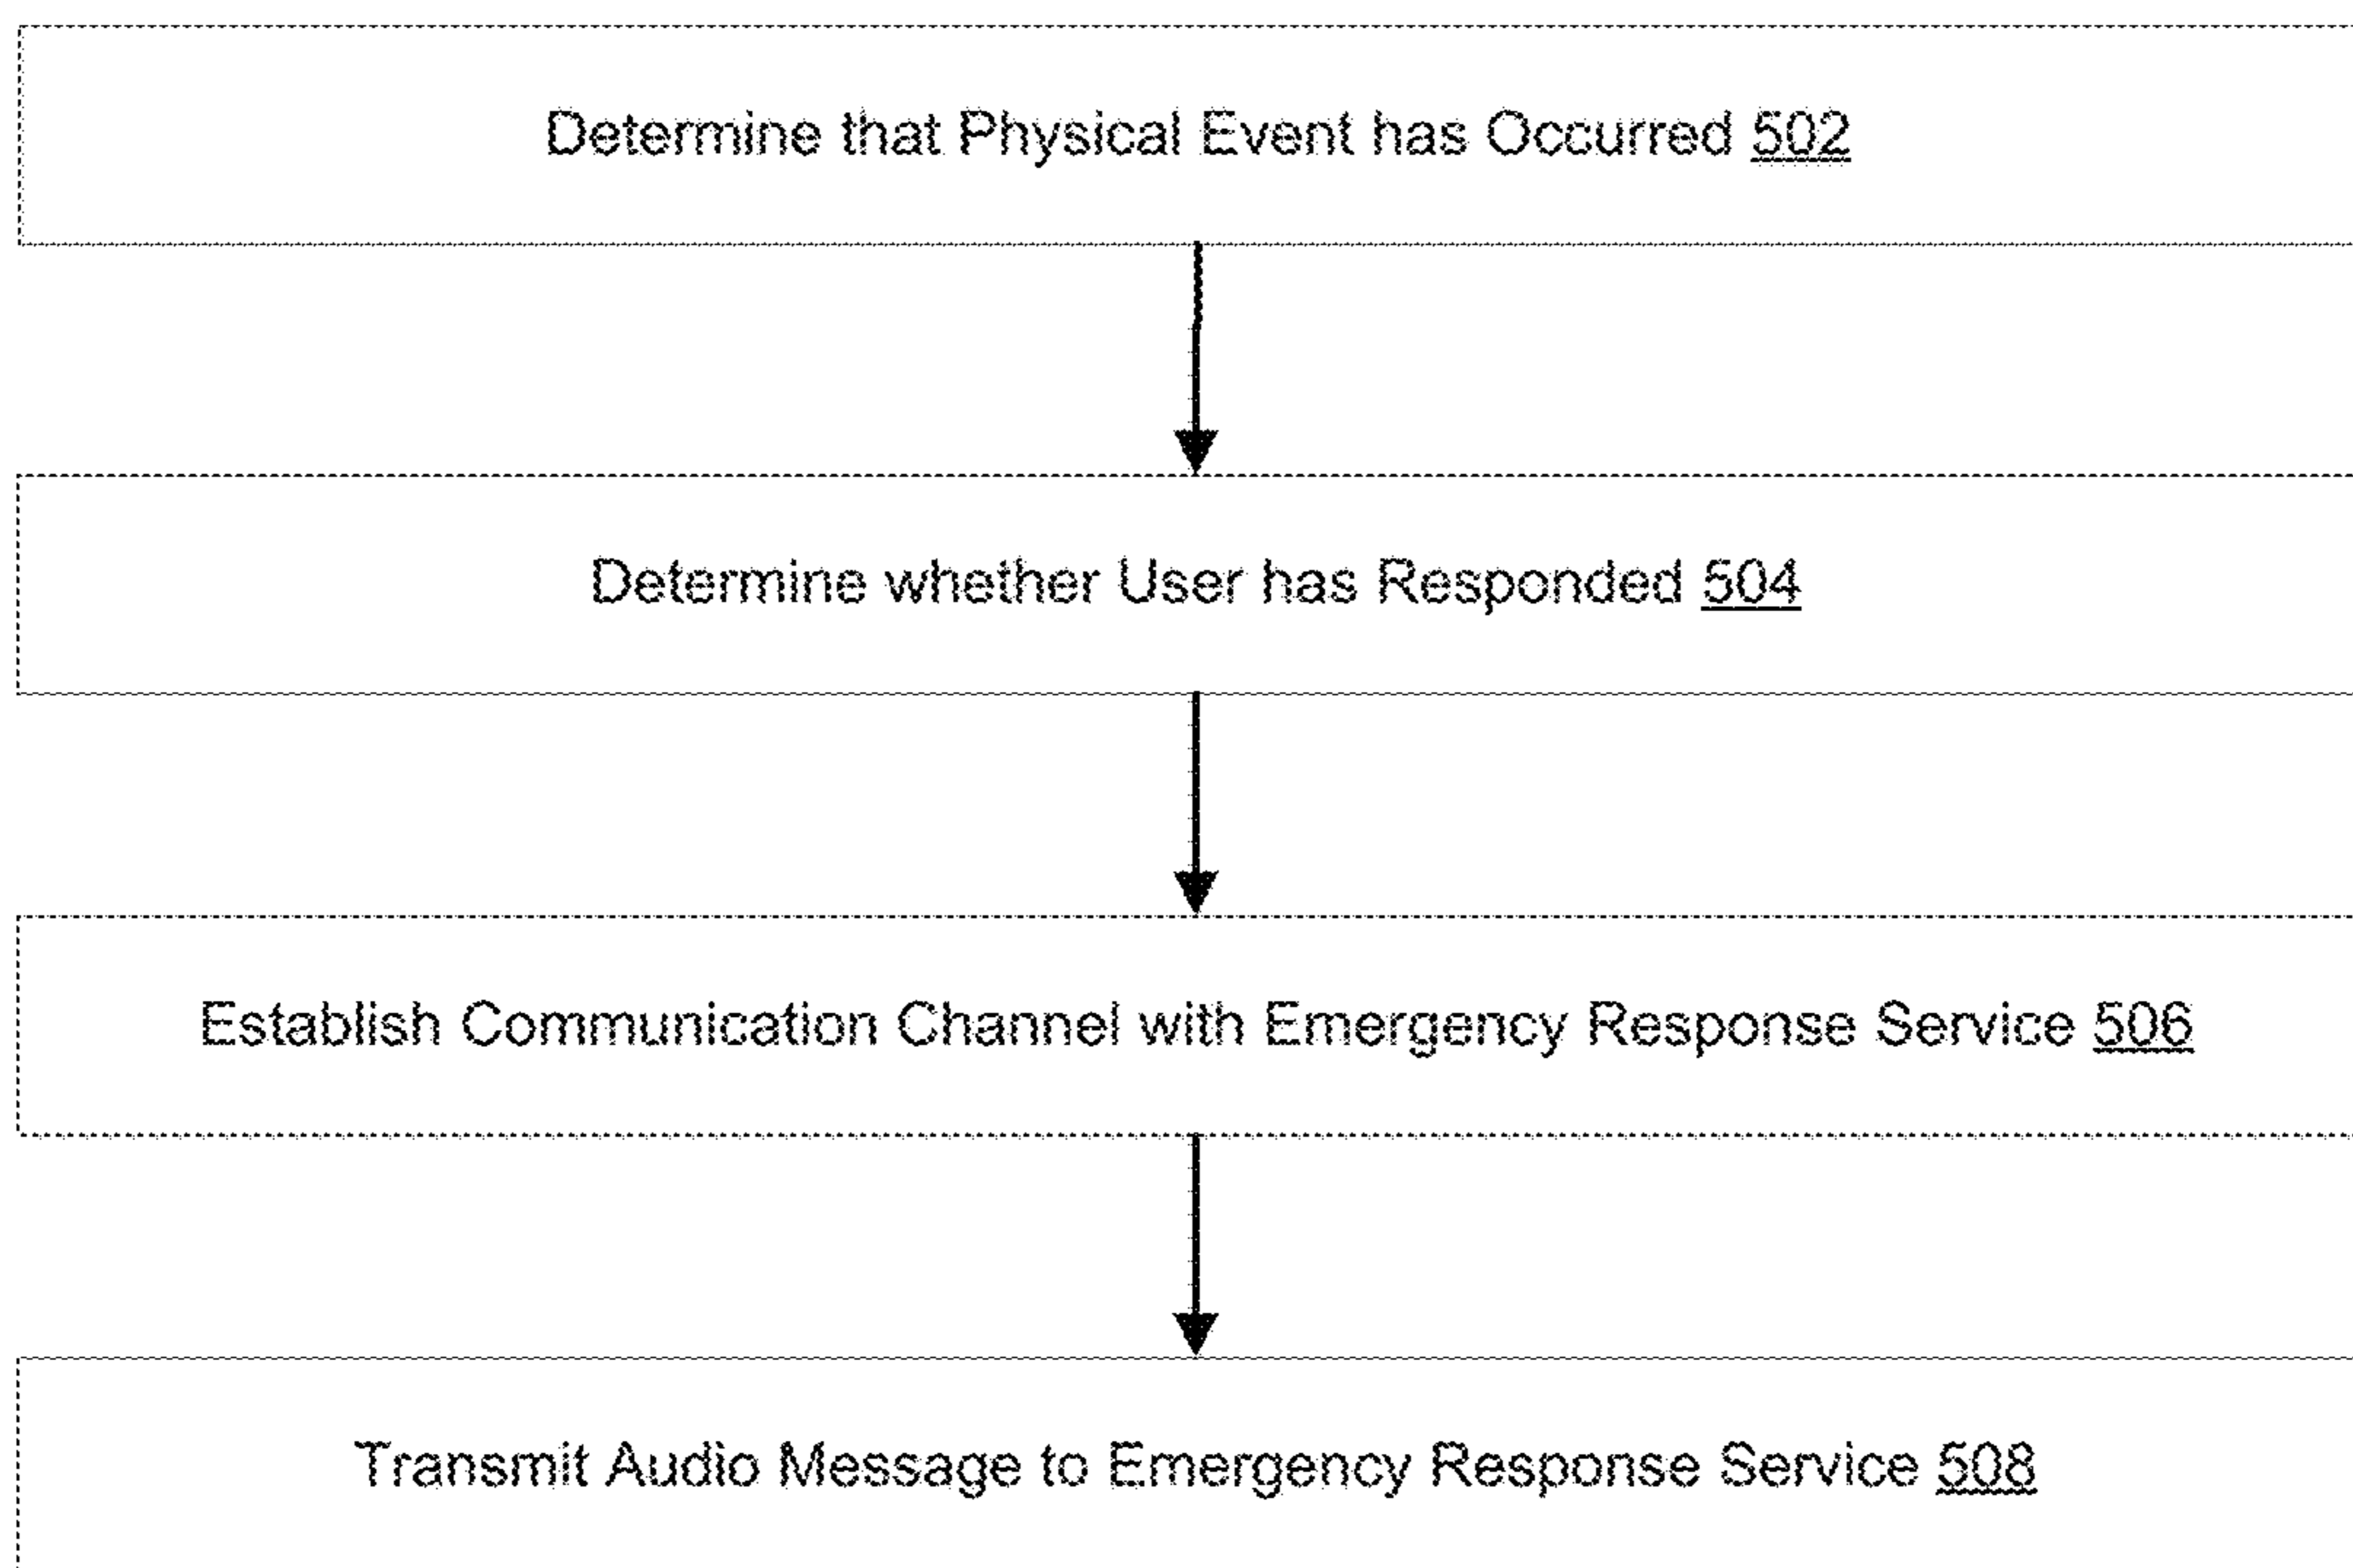 Determine that Physical Event has Occurred 502
Determine whether User has Responded 504
Establish Communication Channel with Emergency Response Service 506
Transmit Audio Message to Emergency Response Service 508